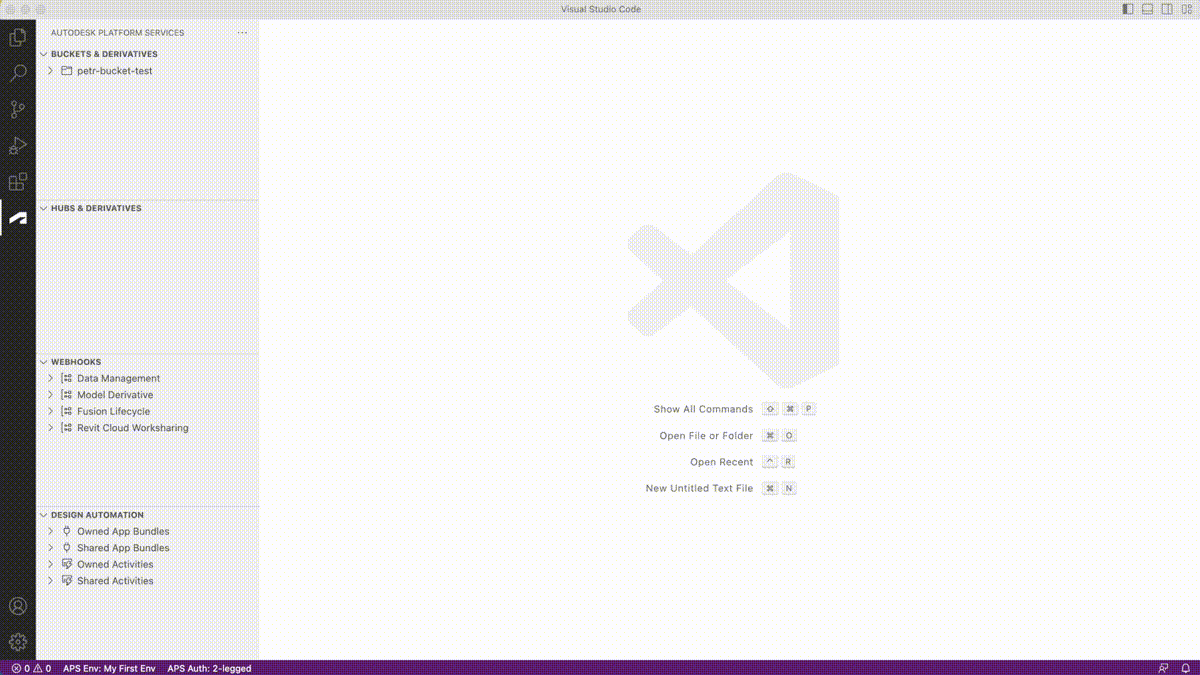 Visual Studio Code
AUTODESK PLATFORM SERVICES
BUCKETS & DERIVATIVES
petr-bucket-test
HUBS & DERIVATIVES
WEBHOOKS
Data Management
Model Derivative
Fusion Lifecycle
Revit Cloud Worksharing
DESIGN AUTOMATION
Owned App Bundles
Shared App Bundles
Owned Activities
Shared Activities
Show All Commands ⇧ ⌘ P
Open File or Folder ⌘ O
Open Recent ^ R
New Untitled Text File ⌘ N
0 0 APS Env: My First Env APS Auth: 2-legged